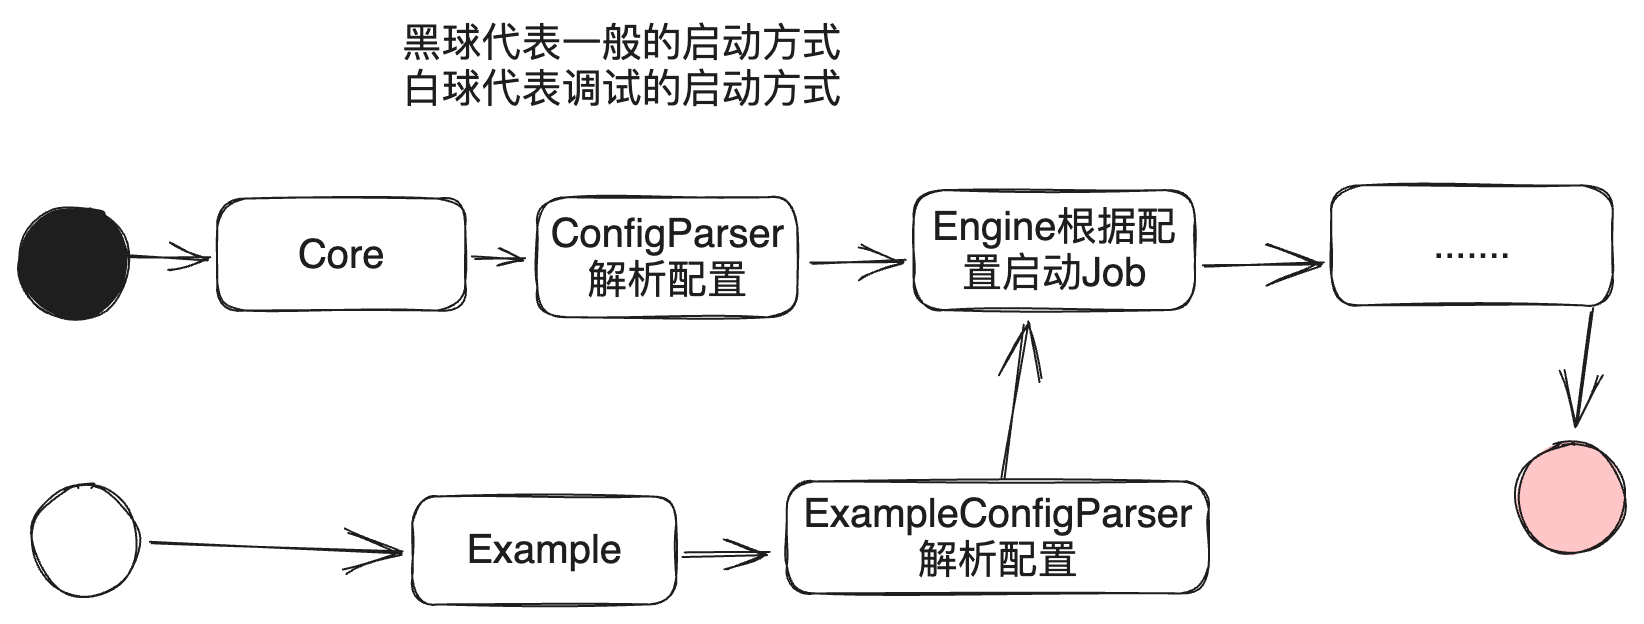 黑球代表一般的启动方式
白球代表调试的启动方式
Core
ConfigParser
解析配置
Engine根据配
置启动Job
.......
Example
ExampleConfigParser
解析配置